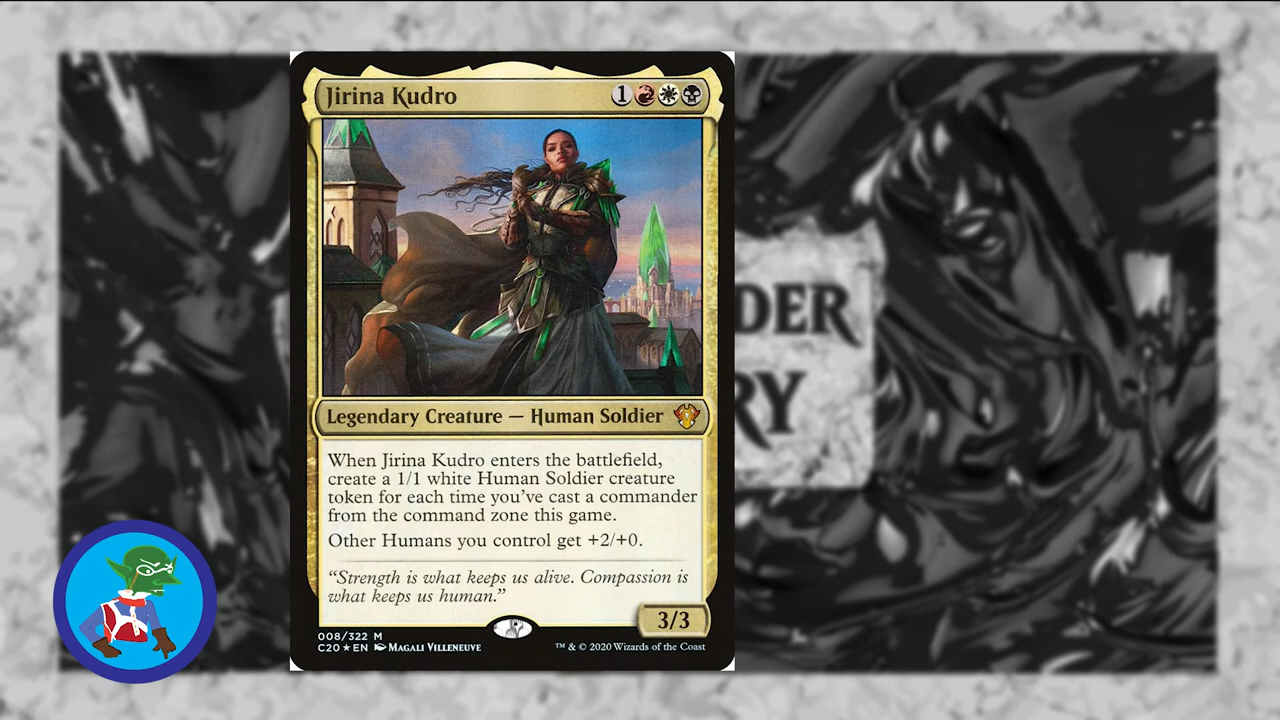 Jirina Kudro
1
DER
RY
Legendary Creature — Human Soldier
When Jirina Kudro enters the battlefield,
create a 1/1 white Human Soldier creature
token for each time you've cast a commander
from the command zone this game.
Other Humans you control get +2/+0.
“Strength is what keeps us alive. Compassion is
what keeps us human.”
3/3
008/322 M
C20 ★ EN Magali Villeneuve
™ & © 2020 Wizards of the Coast